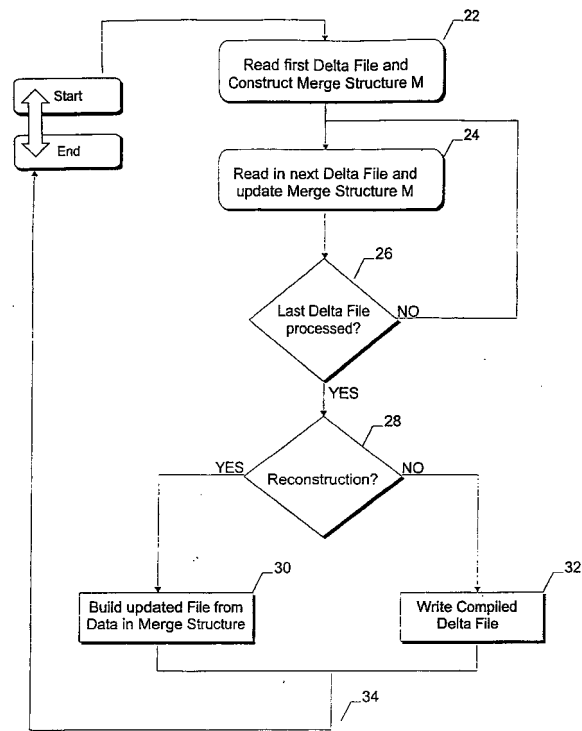 22
Read first Delta File and
Construct Merge Structure M
Start
End
24
Read in next Delta File and
update Merge Structure M
26
Last Delta File
processed?
NO
YES
28
YES
Reconstruction?
NO
30
Build updated File from
Data in Merge Structure
32
Write Compiled
Delta File
34